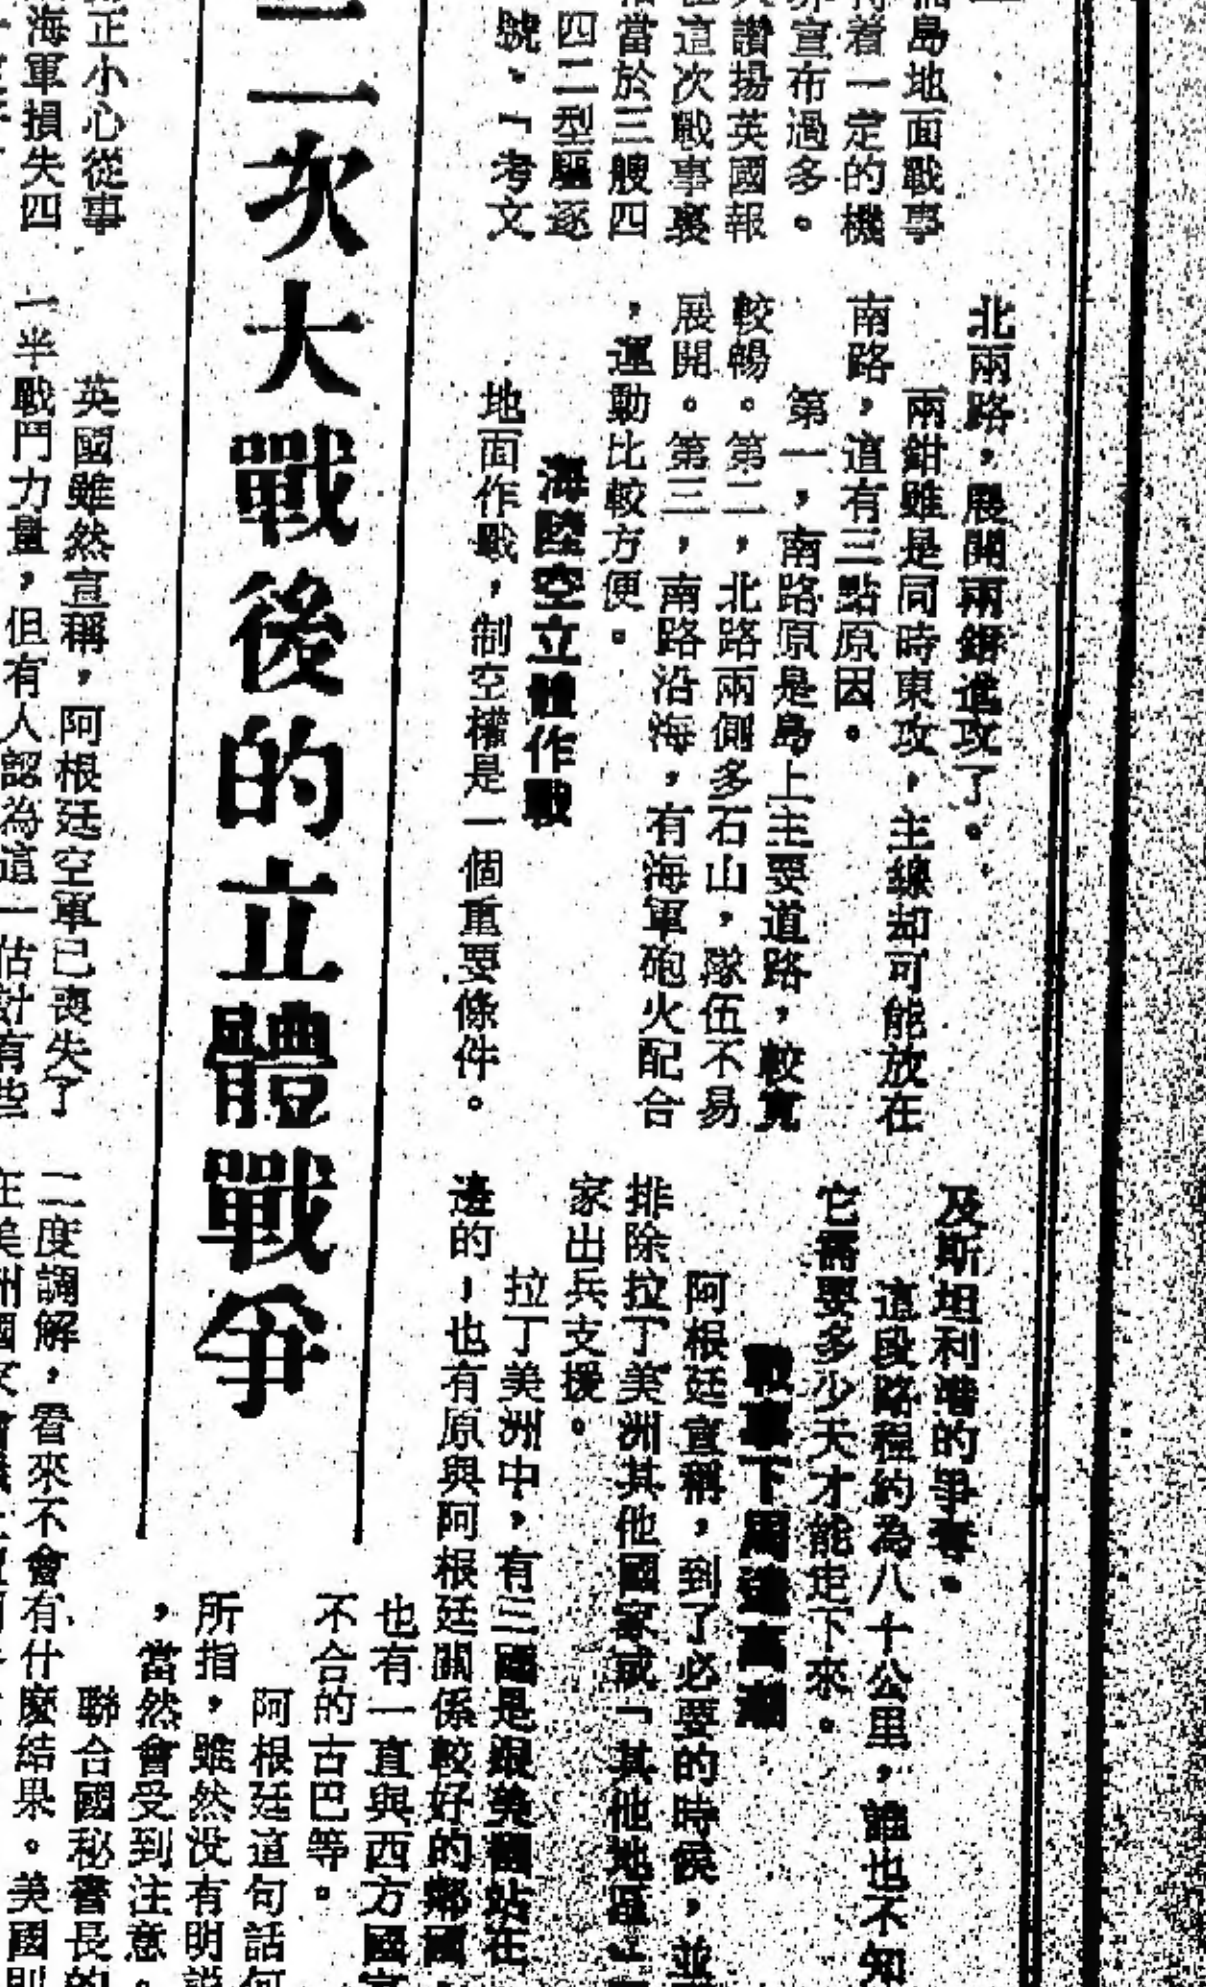 島地面戰事
着一定的機
宣布過多。
讚揚英國報
這次戰事裏
當於三艘四
四二型驅逐
號。「考文
北兩路，展開兩鉗進攻了。
兩鉗雖是同時東攻，主線却可能放在
南路，道有三點原因。
第一，南路原是島上主要道路，較寬
較暢。第二，北路兩側多石山，隊伍不易
展開。第三，南路沿海，有海軍砲火配合
，運動比較方便。
海陸空立體作戰
地面作戰，制空權是一個重要條件。
及斯坦利港的爭奪。
這段路程約為八十公里，誰也不知
它需要多少天才能走下來。
戰事下周達高潮
阿根廷宣稱，到了必要的時候，並
排除拉丁美洲其他國家或「其他地區」
家出兵支援。
拉丁美洲中，有三國是跟美國站在
邊的，也有原與阿根廷關係較好的鄰國，
也有一直與西方國家
不合的古巴等。
阿根廷這句話何
所指，雖然没有明説
，當然會受到注意。
二次大戰後的立體戰爭
正小心從事
海軍損失四
英國雖然宣稱，阿根廷空軍已喪失了
一半戰鬥力量，但有人認為這一估計有些
聯合國秘書長的
二度調解，看來不會有什麼結果。美國則